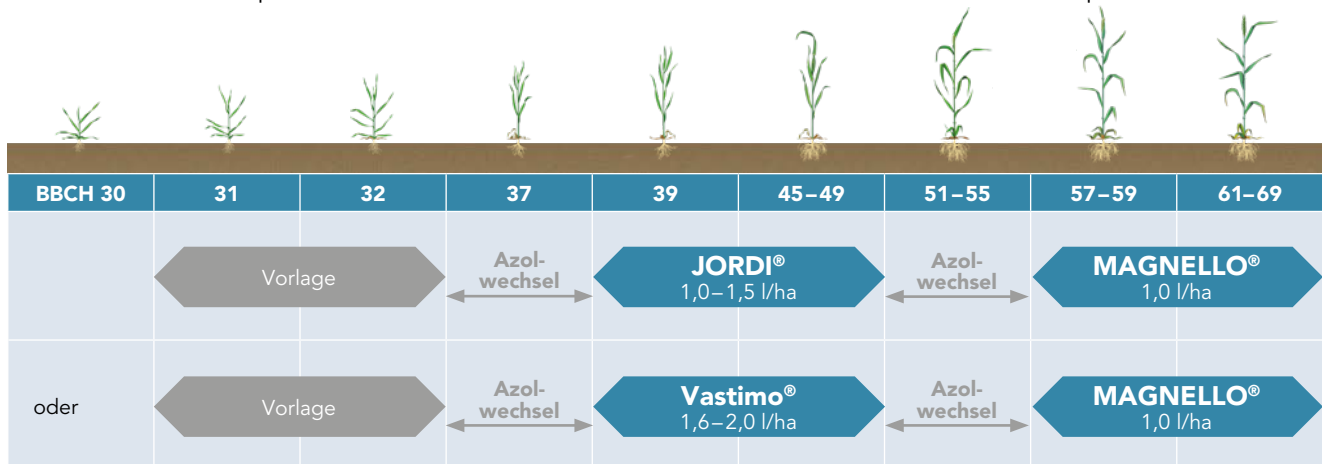 BBCH 30 31 32 37 39 45–49 51–55 57–59 61–69
Vorlage
Azol-
wechsel
JORDI®
1,0–1,5 l/ha
Azol-
wechsel
MAGNELLO®
1,0 l/ha
oder
Vorlage
Azol-
wechsel
Vastimo®
1,6–2,0 l/ha
Azol-
wechsel
MAGNELLO®
1,0 l/ha